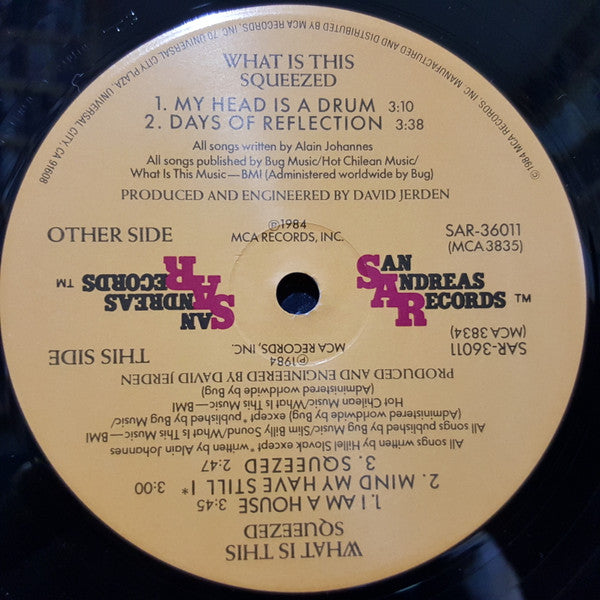 WHAT IS THIS
SQUEEZED
1. MY HEAD IS A DRUM 3:10
2. DAYS OF REFLECTION 3:38
All songs written by Alain Johannes
All songs published by Bug Music/Hot Chilean Music/
What Is This Music—BMI (Administered worldwide by Bug)
PRODUCED AND ENGINEERED BY DAVID JERDEN
OTHER SIDE
℗1984
MCA RECORDS, INC.
SAR-36011
(MCA 3835)
SAN
ANDREAS
RECORDS ™
WHAT IS THIS
SQUEEZED
1. I AM A HOUSE 3:45
2. MIND MY HAVE STILL I* 3:00
3. SQUEEZED 2:47
All songs written by Hillel Slovak except *written by Alain Johannes
All songs published by Bug Music/Slim Billy Sound/What Is This Music—BMI
(Administered worldwide by Bug) except *published by Bug Music/
Hot Chilean Music/What Is This Music—BMI
(Administered worldwide by Bug)
PRODUCED AND ENGINEERED BY DAVID JERDEN
THIS SIDE
℗1984
MCA RECORDS, INC.
SAR-36011
(MCA 3834)
SAN
ANDREAS
RECORDS ™
©1984 MCA RECORDS, INC. MANUFACTURED AND DISTRIBUTED BY MCA RECORDS, INC. 70 UNIVERSAL CITY PLAZA, UNIVERSAL CITY, CA 91608